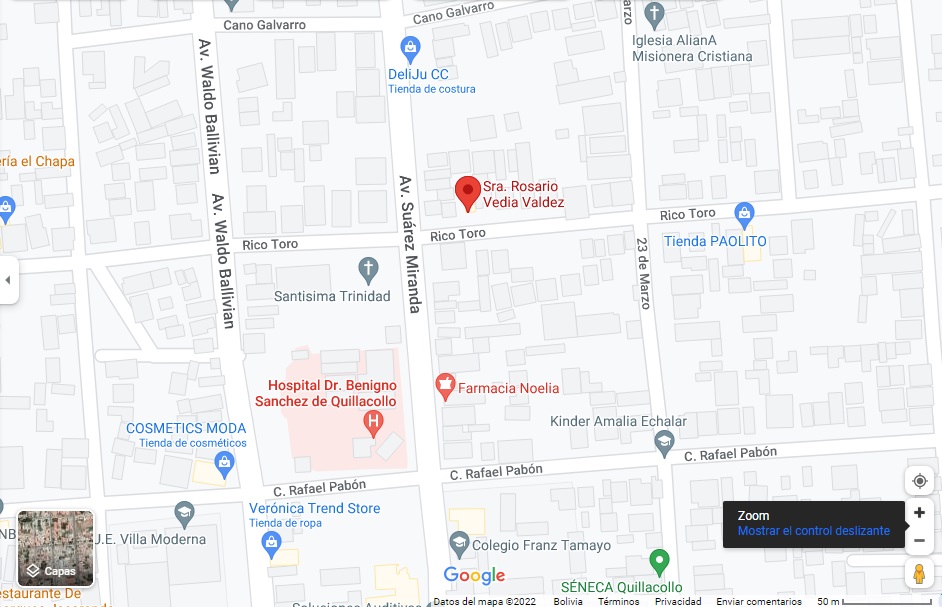 Cano Galvarro
Cano Galvarro
Marzo
Iglesia AlianA
Misionera Cristiana
Av. Waldo Ballivian
DeliJu CC
Tienda de costura
ería el Chapa
Av. Suárez Miranda
Sra. Rosario
Vedia Valdez
Av. Waldo Ballivian
Rico Toro
Rico Toro
Rico Toro
Tienda PAOLITO
23 de Marzo
Santisima Trinidad
Hospital Dr. Benigno
Sanchez de Quillacollo
H
Farmacia Noelia
COSMETICS MODA
Tienda de cosméticos
Kinder Amalia Echalar
C. Rafael Pabón
C. Rafael Pabón
C. Rafael Pabón
Verónica Trend Store
Tienda de ropa
Zoom
Mostrar el control deslizante
J.E. Villa Moderna
Colegio Franz Tamayo
Capas
Google
SÉNECA Quillacollo
estaurante De
Soluciones Auditivas
Datos del mapa ©2022 Bolivia Términos Privacidad Enviar comentarios 50 m